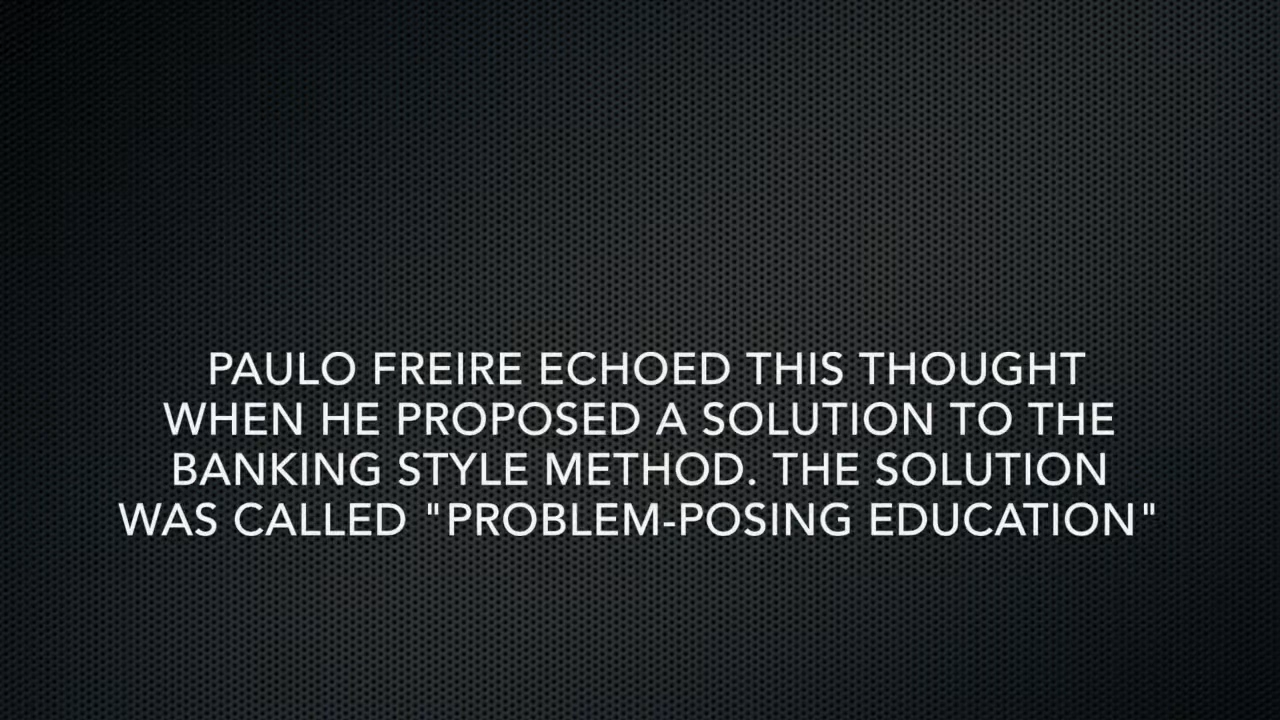 PAULO FREIRE ECHOED THIS THOUGHT
WHEN HE PROPOSED A SOLUTION TO THE
BANKING STYLE METHOD. THE SOLUTION
WAS CALLED "PROBLEM-POSING EDUCATION"